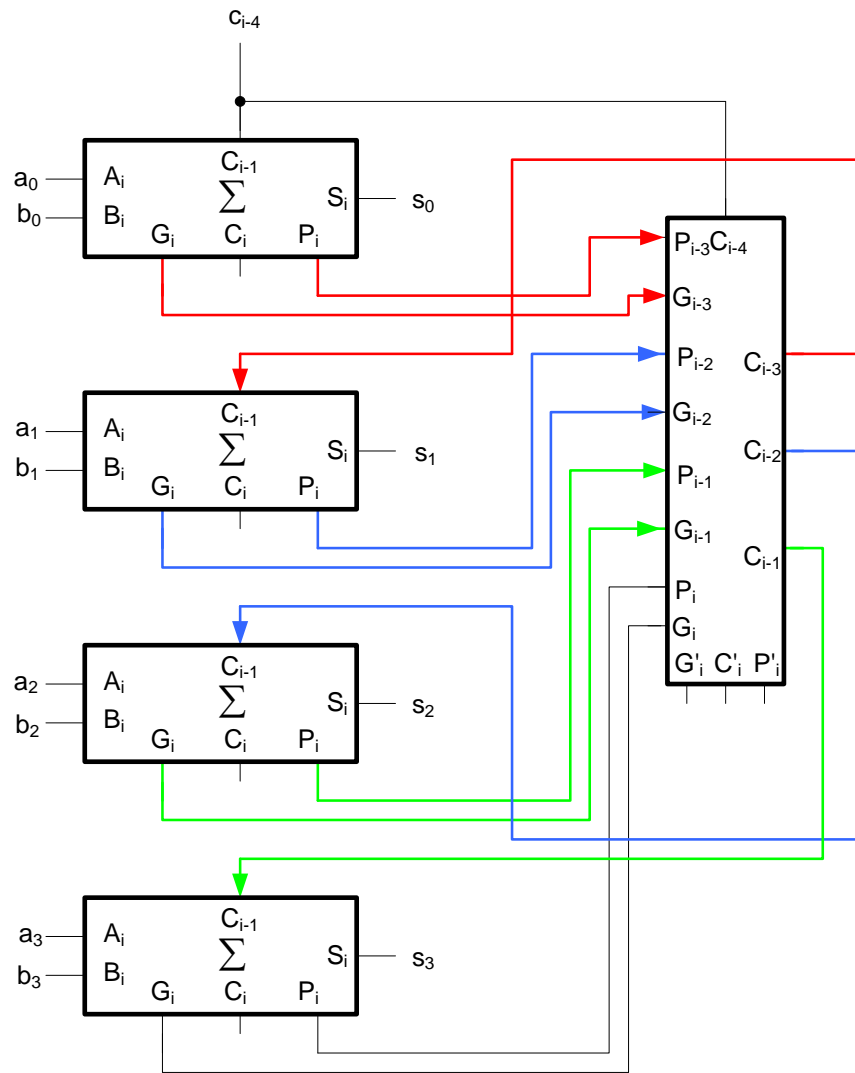 c_{i-4}
C_{i-1}
a_0 A_i Σ S_i s_0
b_0 B_i
G_i C_i P_i
P_{i-3} C_{i-4}
G_{i-3}
P_{i-2} C_{i-3}
G_{i-2}
C_{i-2}
P_{i-1}
G_{i-1}
C_{i-1}
P_i
G_i
G'_i C'_i P'_i
C_{i-1}
a_1 A_i Σ S_i s_1
b_1 B_i
G_i C_i P_i
C_{i-1}
a_2 A_i Σ S_i s_2
b_2 B_i
G_i C_i P_i
C_{i-1}
a_3 A_i Σ S_i s_3
b_3 B_i
G_i C_i P_i